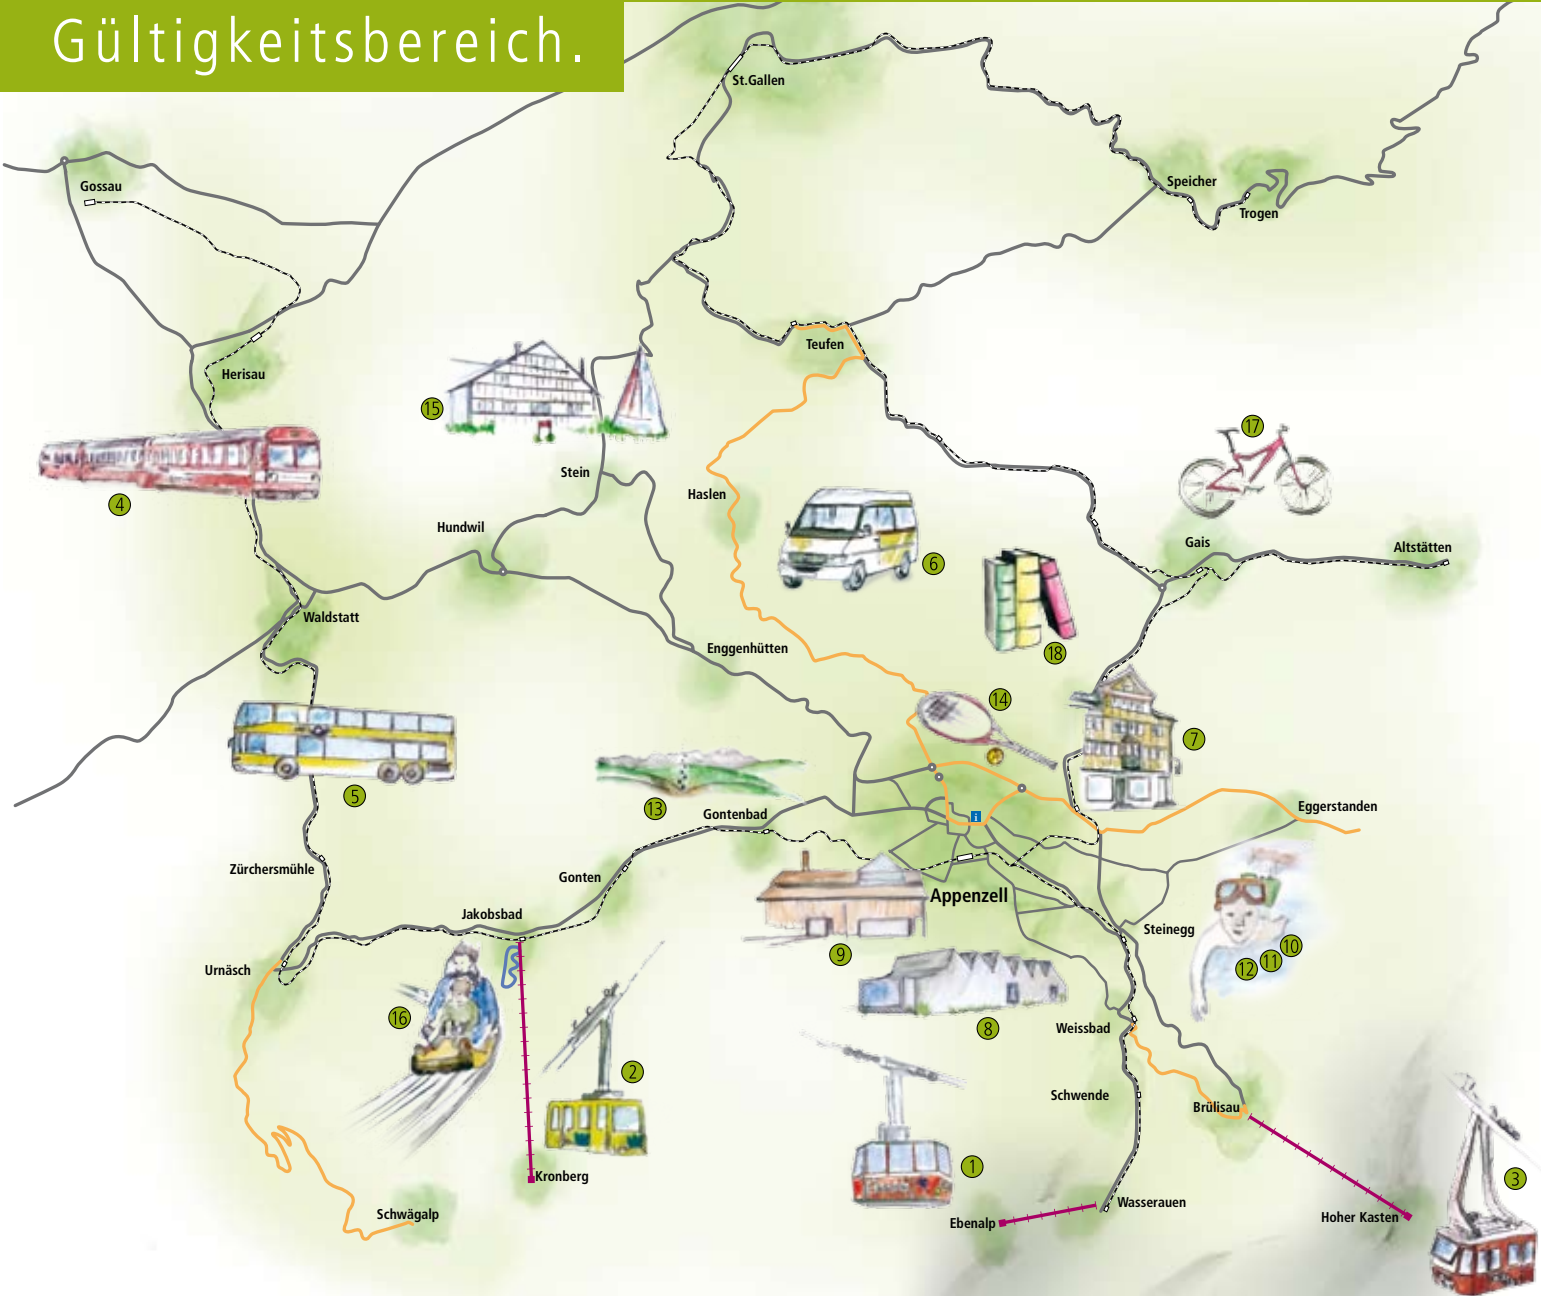 Gültigkeitsbereich.
St.Gallen
Gossau
Speicher
Trogen
Herisau
Teufen
15
17
4
Stein
Haslen
Hundwil
6
Gais
Altstätten
Waldstatt
Enggenhütten
18
14
7
5
13
Gontenbad
i
Eggerstanden
Zürchersmühle
Gonten
Appenzell
Jakobsbad
Steinegg
9
10
11
12
Urnäsch
16
8
Weissbad
2
Schwende
Brülisau
1
3
Kronberg
Schwägalp
Wasserauen
Ebenalp
Hoher Kasten